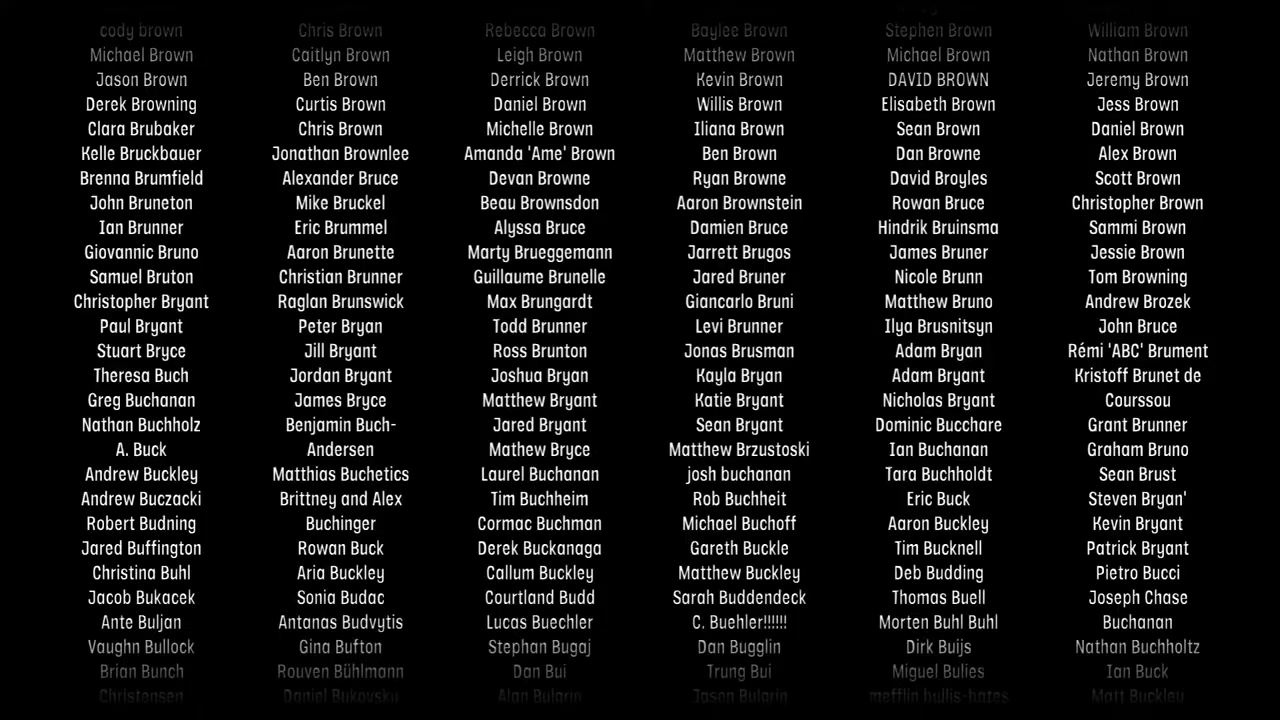 cody brown
Chris Brown
Rebecca Brown
Baylee Brown
Stephen Brown
William Brown
Michael Brown
Caitlyn Brown
Leigh Brown
Matthew Brown
Michael Brown
Nathan Brown
Jason Brown
Ben Brown
Derrick Brown
Kevin Brown
DAVID BROWN
Jeremy Brown
Derek Browning
Curtis Brown
Daniel Brown
Willis Brown
Elisabeth Brown
Jess Brown
Clara Brubaker
Chris Brown
Michelle Brown
Iliana Brown
Sean Brown
Daniel Brown
Kelle Bruckbauer
Jonathan Brownlee
Amanda 'Ame' Brown
Ben Brown
Dan Browne
Alex Brown
Brenna Brumfield
Alexander Bruce
Devan Browne
Ryan Browne
David Broyles
Scott Brown
John Bruneton
Mike Bruckel
Beau Brownsdon
Aaron Brownstein
Rowan Bruce
Christopher Brown
Ian Brunner
Eric Brummel
Alyssa Bruce
Damien Bruce
Hindrik Bruinsma
Sammi Brown
Giovannic Bruno
Aaron Brunette
Marty Brueggemann
Jarrett Brugos
James Bruner
Jessie Brown
Samuel Bruton
Christian Brunner
Guillaume Brunelle
Jared Bruner
Nicole Brunn
Tom Browning
Christopher Bryant
Raglan Brunswick
Max Brungardt
Giancarlo Bruni
Matthew Bruno
Andrew Brozek
Paul Bryant
Peter Bryan
Todd Brunner
Levi Brunner
Ilya Brusnitsyn
John Bruce
Stuart Bryce
Jill Bryant
Ross Brunton
Jonas Brusman
Adam Bryan
Rémi 'ABC' Brument
Theresa Buch
Jordan Bryant
Joshua Bryan
Kayla Bryan
Adam Bryant
Kristoff Brunet de
Greg Buchanan
James Bryce
Matthew Bryant
Katie Bryant
Nicholas Bryant
Courssou
Nathan Buchholz
Benjamin Buch-
Jared Bryant
Sean Bryant
Dominic Bucchare
Grant Brunner
A. Buck
Andersen
Mathew Bryce
Matthew Brzustoski
Ian Buchanan
Graham Bruno
Andrew Buckley
Matthias Buchetics
Laurel Buchanan
josh buchanan
Tara Buchholdt
Sean Brust
Andrew Buczacki
Brittney and Alex
Tim Buchheim
Rob Buchheit
Eric Buck
Steven Bryan'
Robert Budning
Buchinger
Cormac Buchman
Michael Buchoff
Aaron Buckley
Kevin Bryant
Jared Buffington
Rowan Buck
Derek Buckanaga
Gareth Buckle
Tim Bucknell
Patrick Bryant
Christina Buhl
Aria Buckley
Callum Buckley
Matthew Buckley
Deb Budding
Pietro Bucci
Jacob Bukacek
Sonia Budac
Courtland Budd
Sarah Buddendeck
Thomas Buell
Joseph Chase
Ante Buljan
Antanas Budvytis
Lucas Buechler
C. Buehler!!!!!!
Morten Buhl Buhl
Buchanan
Vaughn Bullock
Gina Bufton
Stephan Bugaj
Dan Bugglin
Dirk Buijs
Nathan Buchholtz
Brian Bunch
Rouven Bühlmann
Dan Bui
Trung Bui
Miguel Bulies
Ian Buck
Christensen
Daniel Bukovsky
Alan Bularin
Jason Bularin
mefflin bullis-bates
Matt Buckley